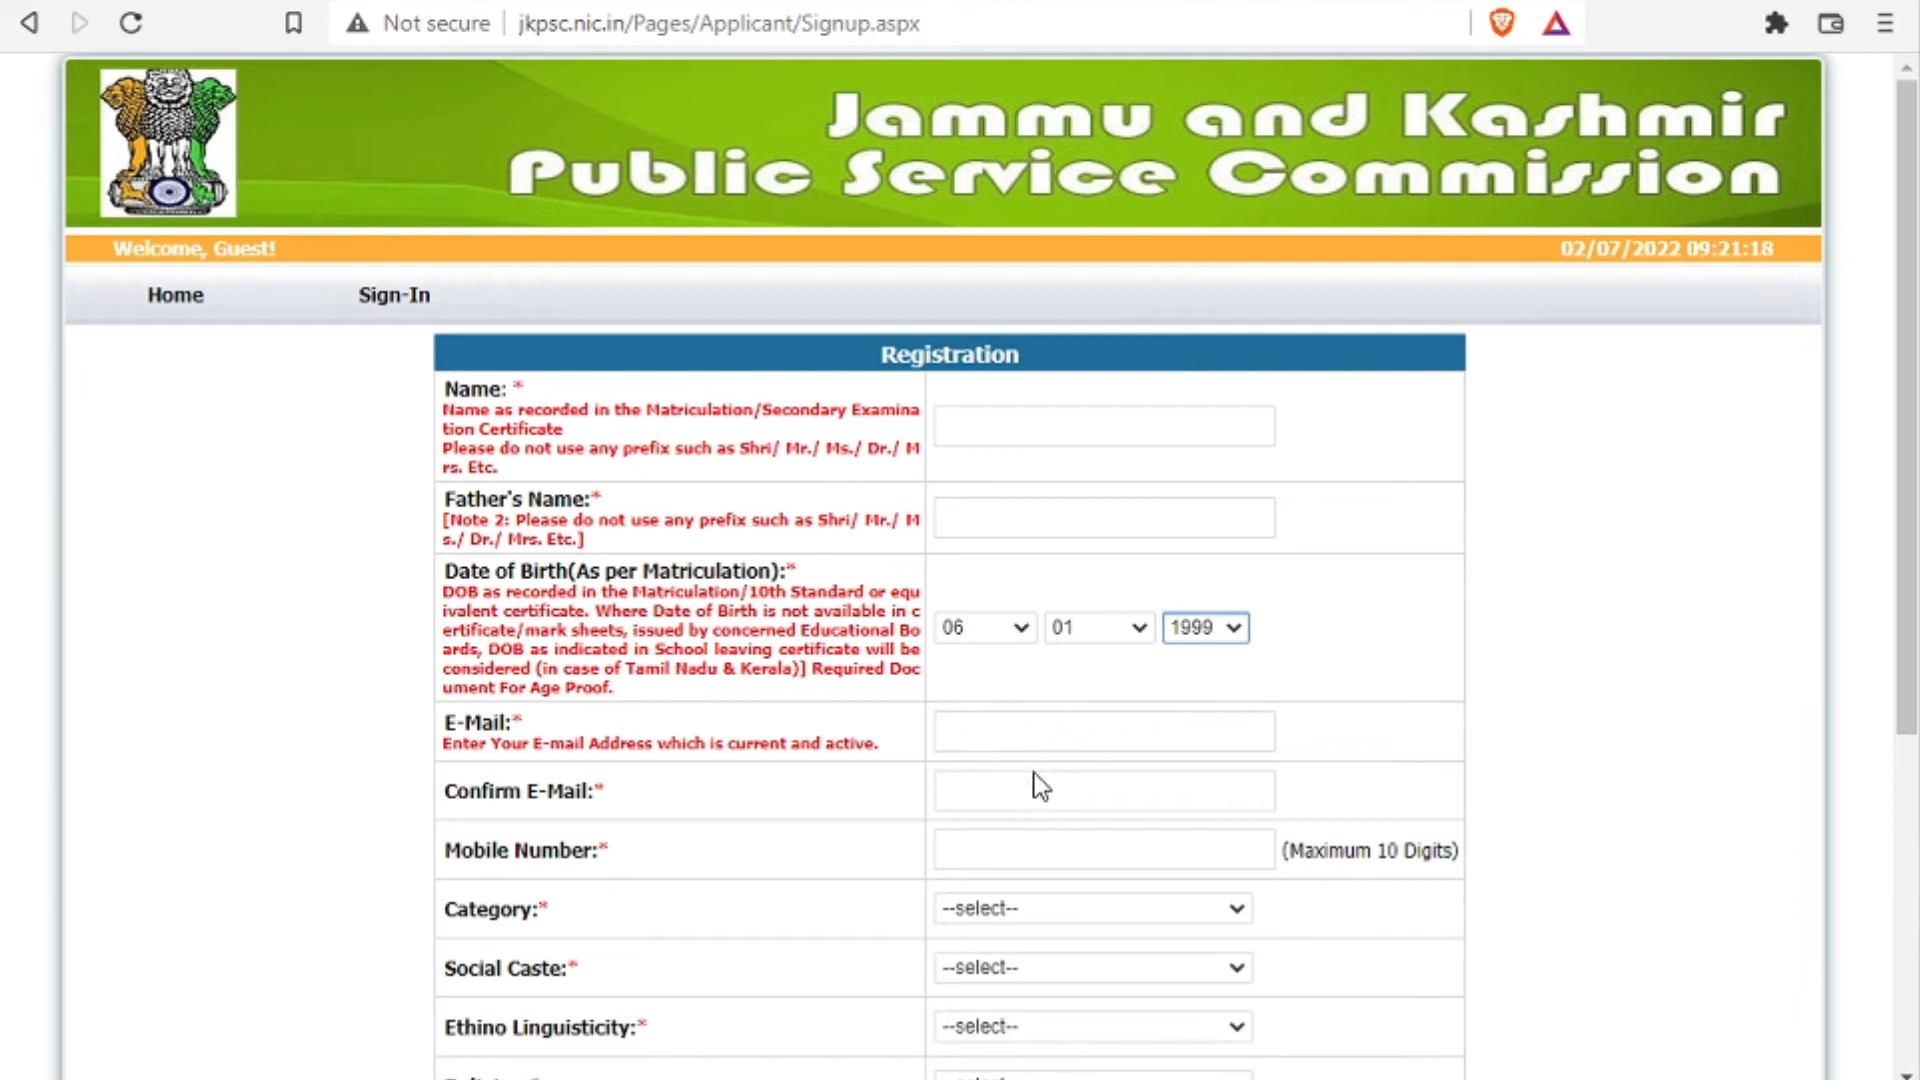 Not secure
jkpsc.nic.in/Pages/Applicant/Signup.aspx
Jammu and Kashmir
Public Service Commission
Welcome, Guest!
02/07/2022 09:21:18
Home
Sign-In
Registration
Name: *
Name as recorded in the Matriculation/Secondary Examina
tion Certificate
Please do not use any prefix such as Shri/ Mr./ Ms./ Dr./ M
rs. Etc.
Father's Name:*
[Note 2: Please do not use any prefix such as Shri/ Mr./ M
s./ Dr./ Mrs. Etc.]
Date of Birth(As per Matriculation):*
DOB as recorded in the Matriculation/10th Standard or equ
ivalent certificate. Where Date of Birth is not available in c
ertificate/mark sheets, issued by concerned Educational Bo
ards, DOB as indicated in School leaving certificate will be
considered (in case of Tamil Nadu & Kerala)] Required Doc
ument For Age Proof.
06
01
1999
E-Mail:*
Enter Your E-mail Address which is current and active.
Confirm E-Mail:*
Mobile Number:*
(Maximum 10 Digits)
Category:*
--select--
Social Caste:*
--select--
Ethino Linguisticity:*
--select--